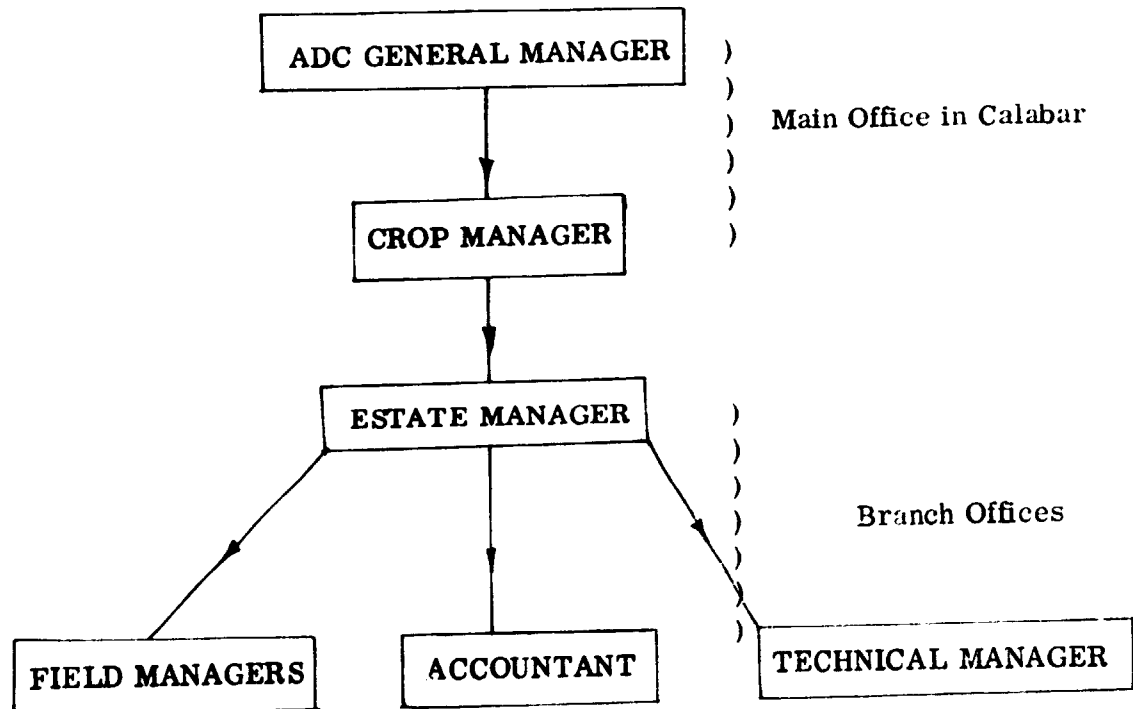 ADC GENERAL MANAGER
Main Office in Calabar
CROP MANAGER
ESTATE MANAGER
Branch Offices
FIELD MANAGERS
ACCOUNTANT
TECHNICAL MANAGER